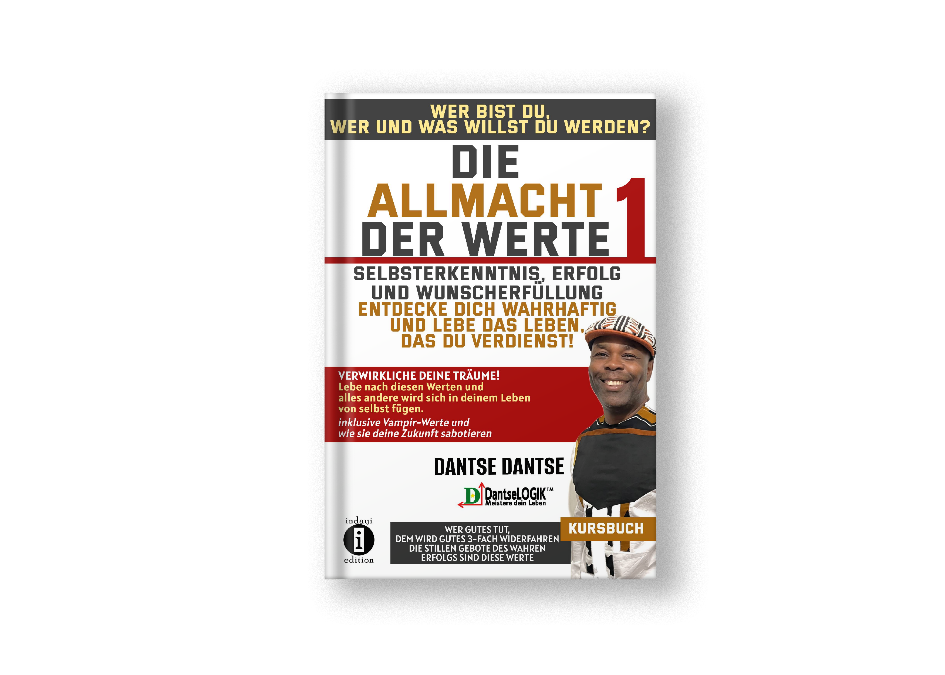 WER BIST DU,
WER UND WAS WILLST DU WERDEN?
DIE
ALLMACHT
DER WERTE 1
SELBSTERKENNTNIS, ERFOLG
UND WUNSCHERFÜLLUNG
ENTDECKE DICH WAHRHAFTIG
UND LEBE DAS LEBEN,
DAS DU VERDIENST!
VERWIRKLICHE DEINE TRÄUME!
Lebe nach diesen Werten und
alles andere wird sich in deinem Leben
von selbst fügen.
inklusive Vampir-Werte und
wie sie deine Zukunft sabotieren
DANTSE DANTSE
D DantseLOGIK™
Meistere dein Leben
KURSBUCH
indayi
i
edition
WER GUTES TUT,
DEM WIRD GUTES 3-FACH WIDERFAHREN
DIE STILLEN GEBOTE DES WAHREN
ERFOLGS SIND DIESE WERTE